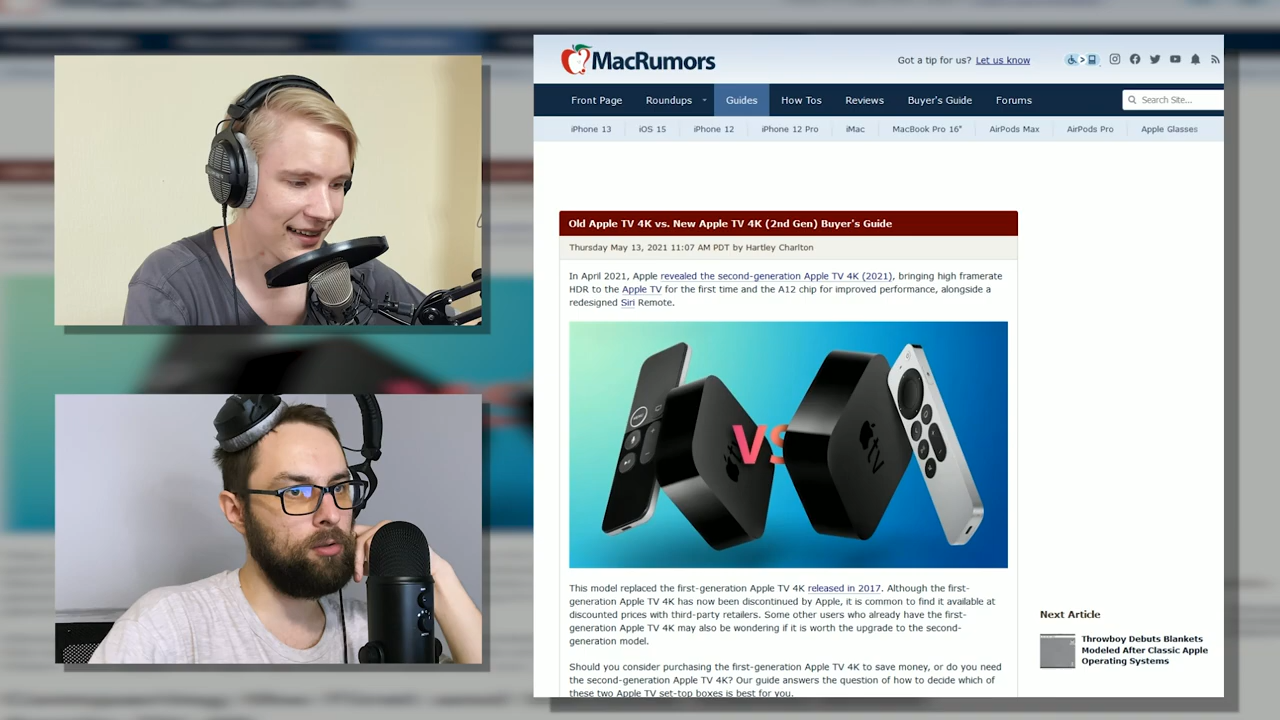 MacRumors
Got a tip for us? Let us know
Front Page Roundups Guides How Tos Reviews Buyer's Guide Forums Search Site...
iPhone 13 iOS 15 iPhone 12 iPhone 12 Pro iMac MacBook Pro 16" AirPods Max AirPods Pro Apple Glasses
Old Apple TV 4K vs. New Apple TV 4K (2nd Gen) Buyer's Guide
Thursday May 13, 2021 11:07 AM PDT by Hartley Charlton
In April 2021, Apple revealed the second-generation Apple TV 4K (2021), bringing high framerate
HDR to the Apple TV for the first time and the A12 chip for improved performance, alongside a
redesigned Siri Remote.
MENU
VS
tv
This model replaced the first-generation Apple TV 4K released in 2017. Although the first-
generation Apple TV 4K has now been discontinued by Apple, it is common to find it available at
discounted prices with third-party retailers. Some other users who already have the first-
generation Apple TV 4K may also be wondering if it is worth the upgrade to the second-
generation model.
Should you consider purchasing the first-generation Apple TV 4K to save money, or do you need
the second-generation Apple TV 4K? Our guide answers the question of how to decide which of
these two Apple TV set-top boxes is best for you.
Next Article
Throwboy Debuts Blankets
Modeled After Classic Apple
Operating Systems